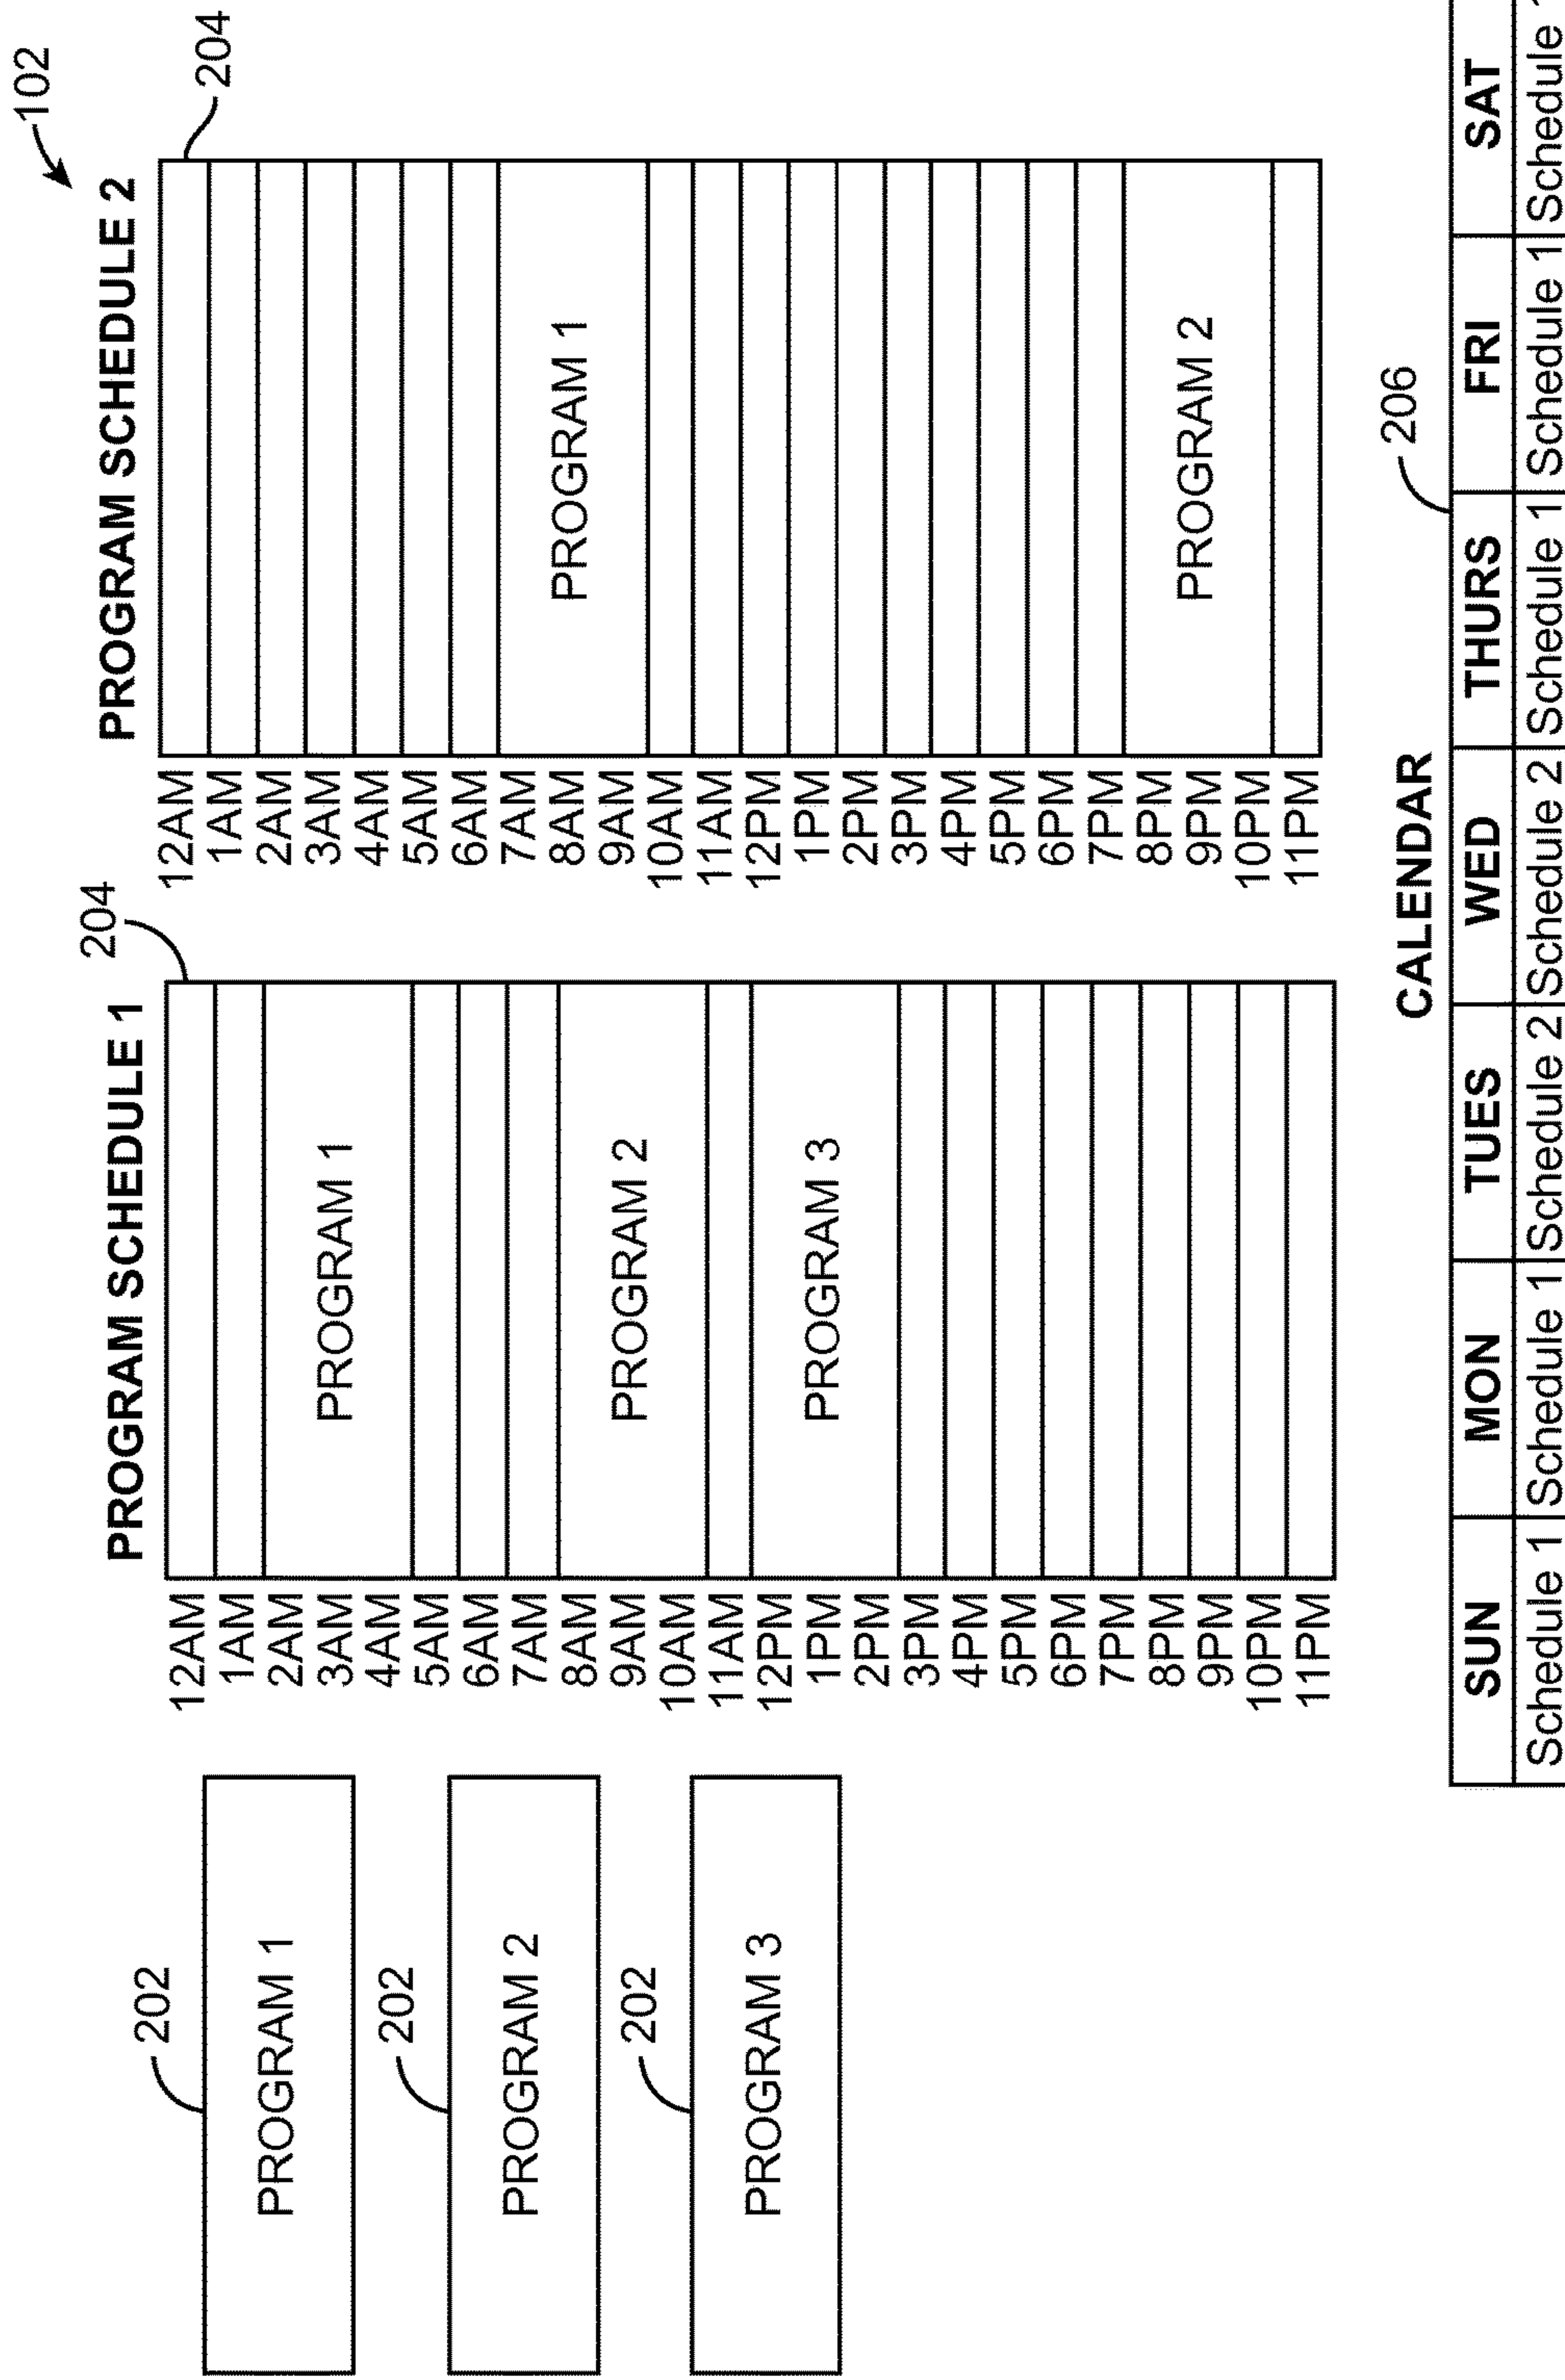 102
PROGRAM 1
202
PROGRAM 2
202
PROGRAM 3
202
PROGRAM SCHEDULE 1
204
12AM
1AM
2AM
3AM
4AM
5AM
6AM
7AM
8AM
9AM
10AM
11AM
12PM
1PM
2PM
3PM
4PM
5PM
6PM
7PM
8PM
9PM
10PM
11PM
PROGRAM 1
PROGRAM 2
PROGRAM 3
PROGRAM SCHEDULE 2
204
12AM
1AM
2AM
3AM
4AM
5AM
6AM
7AM
8AM
9AM
10AM
11AM
12PM
1PM
2PM
3PM
4PM
5PM
6PM
7PM
8PM
9PM
10PM
11PM
PROGRAM 1
PROGRAM 2
CALENDAR
206
SUN MON TUES WED THURS FRI SAT
Schedule 1 Schedule 1 Schedule 2 Schedule 2 Schedule 1 Schedule 1 Schedule 1